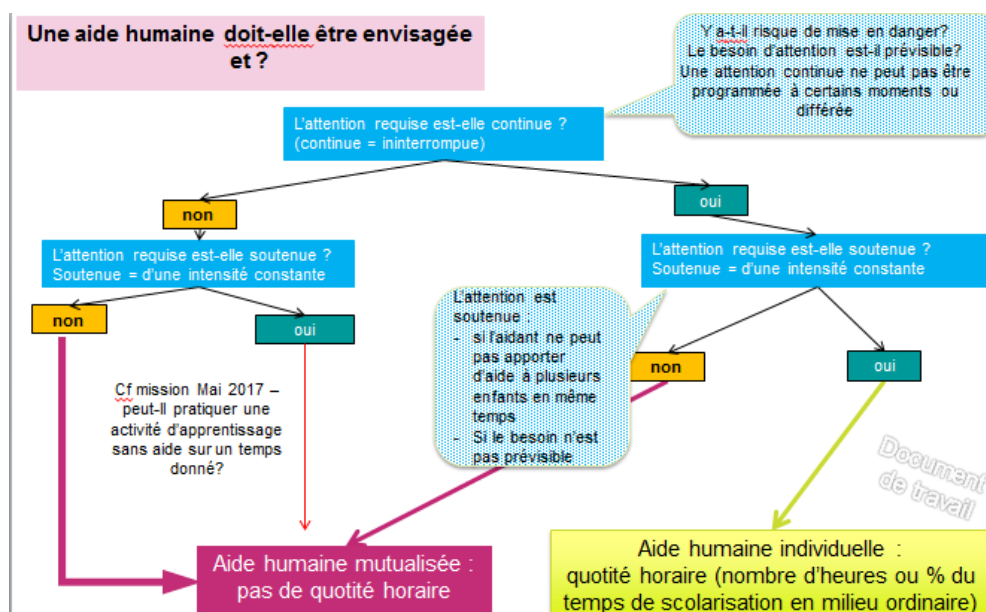 Une aide humaine doit-elle être envisagée
et ?
Y a-t-il risque de mise en danger?
Le besoin d'attention est-il prévisible?
Une attention continue ne peut pas être
programmée à certains moments ou
différée
L'attention requise est-elle continue ?
(continue = ininterrompue)
non
oui
L'attention requise est-elle soutenue ?
Soutenue = d'une intensité constante
L'attention requise est-elle soutenue ?
Soutenue = d'une intensité constante
non
oui
L'attention est
soutenue :
- si l'aidant ne peut
pas apporter
d'aide à plusieurs
enfants en même
temps
- Si le besoin n'est
pas prévisible
non
oui
Cf mission Mai 2017 –
peut-Il pratiquer une
activité d'apprentissage
sans aide sur un temps
donné?
Document
de travail
Aide humaine mutualisée :
pas de quotité horaire
Aide humaine individuelle :
quotité horaire (nombre d'heures ou % du
temps de scolarisation en milieu ordinaire)